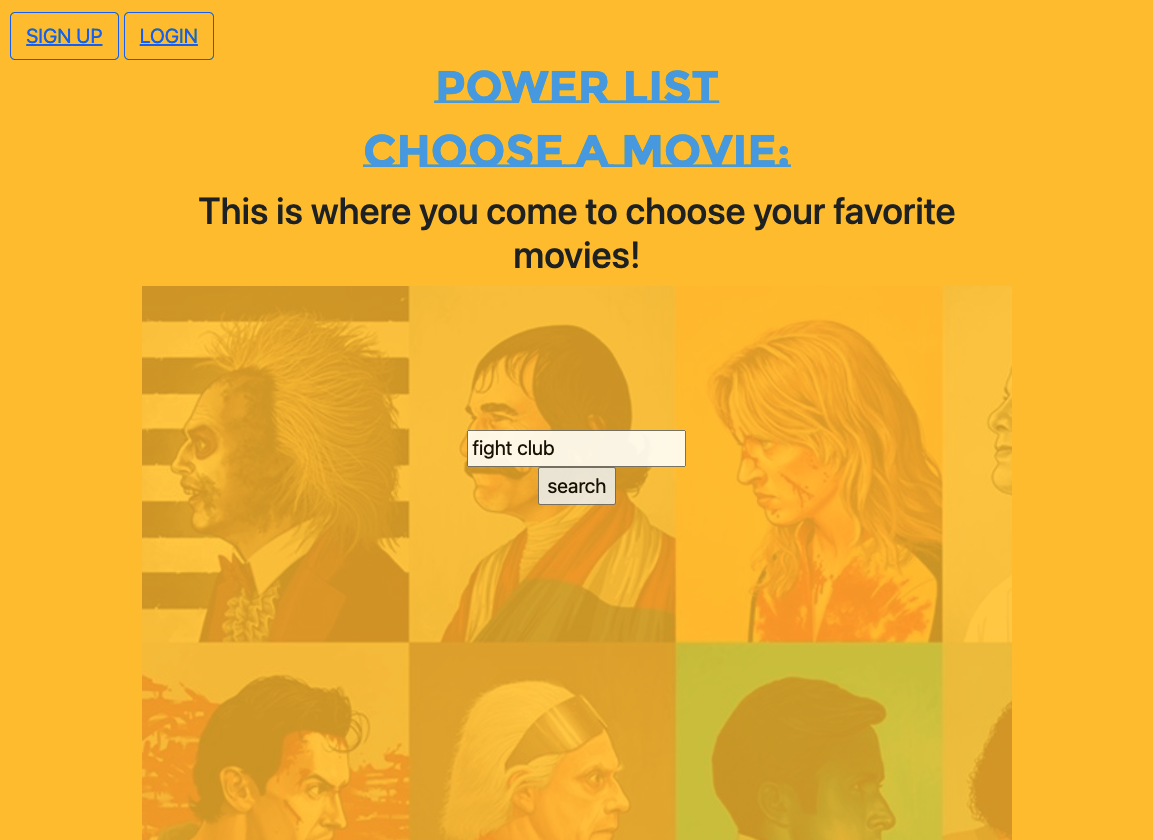 SIGN UP LOGIN
POWER LIST
CHOOSE A MOVIE:
This is where you come to choose your favorite
movies!
fight club
search